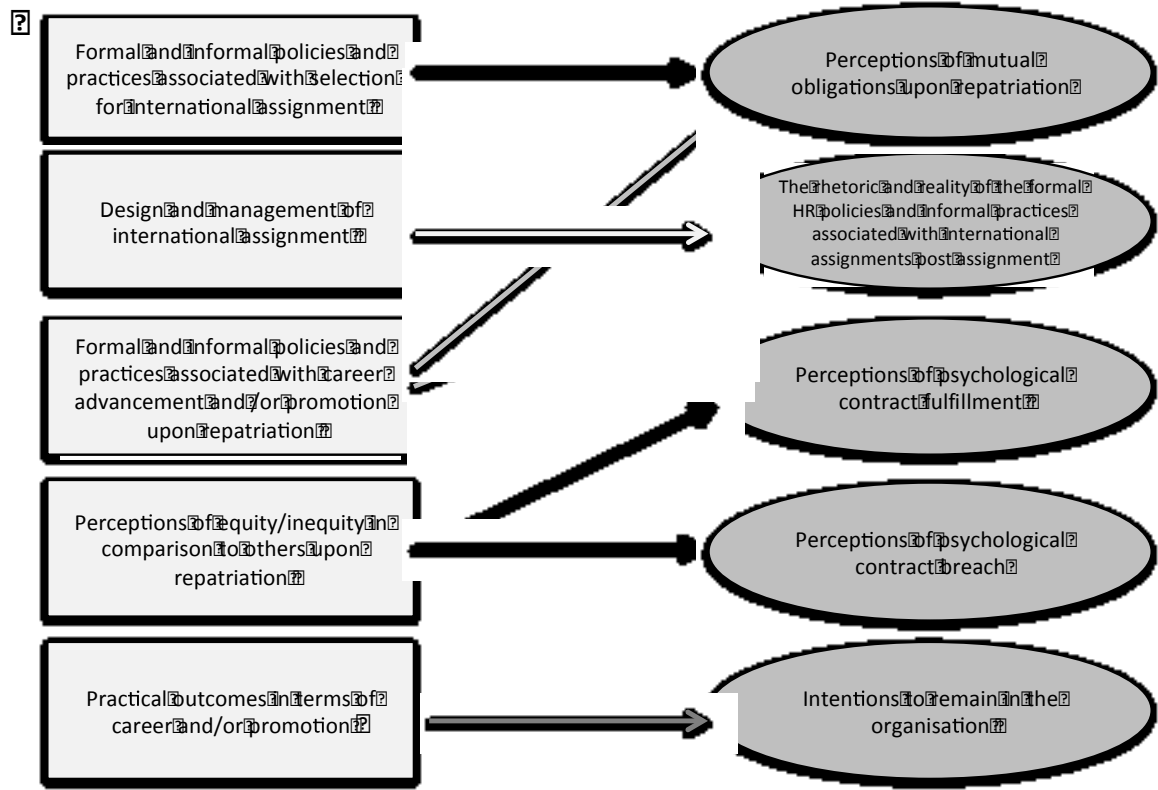 Formal and informal policies and
practices associated with selection
for international assignment
Perceptions of mutual
obligations upon repatriation
Design and management of
international assignment
The rhetoric and reality of the formal
HR policies and informal practices
associated with international
assignments post assignment
Formal and informal policies and
practices associated with career
advancement and /or promotion
upon repatriation
Perceptions of psychological
contract fulfillment
Perceptions of equity/inequity in
comparison to others upon
repatriation
Perceptions of psychological
contract breach
Practical outcomes in terms of
career and/or promotion
Intentions to remain in the
organisation